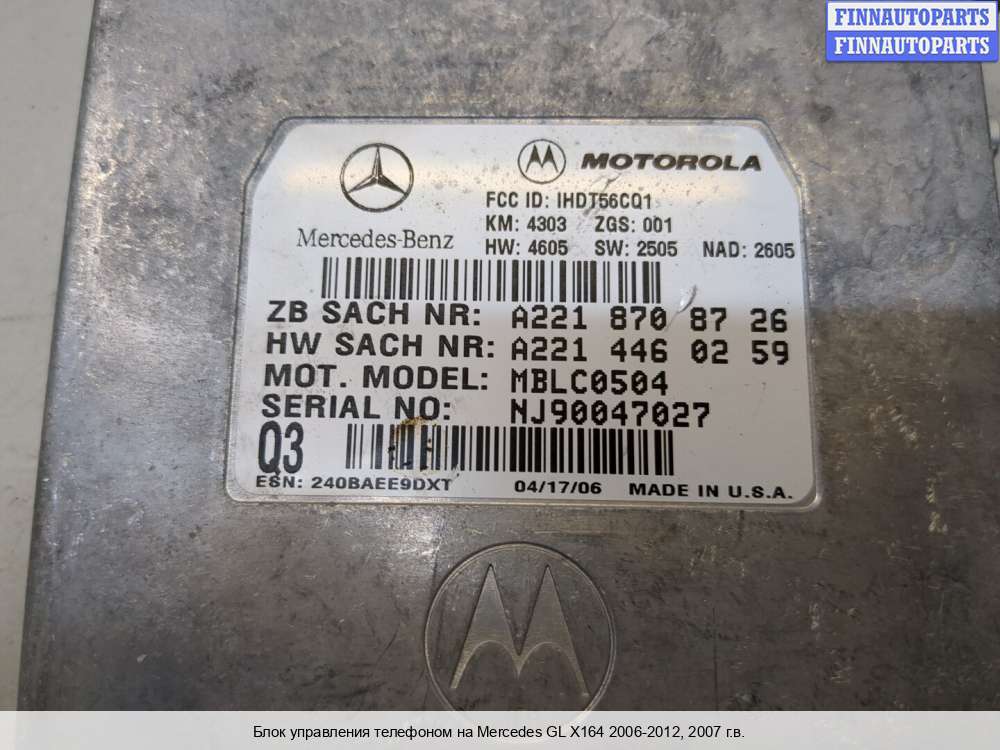 FINNAUTOPARTS
FINNAUTOPARTS
MOTOROLA
FCC ID: IHDT56CQ1
KM: 4303 ZGS: 001
Mercedes-Benz
HW: 4605 SW: 2505 NAD: 2605
ZB SACH NR: A221 870 87 26
HW SACH NR: A221 446 02 59
MOT. MODEL: MBLC0504
SERIAL NO: NJ90047027
Q3
ESN: 240BAEE9DXT 04/17/06 MADE IN U.S.A.
Блок управления телефоном на Mercedes GL X164 2006-2012, 2007 г.в.